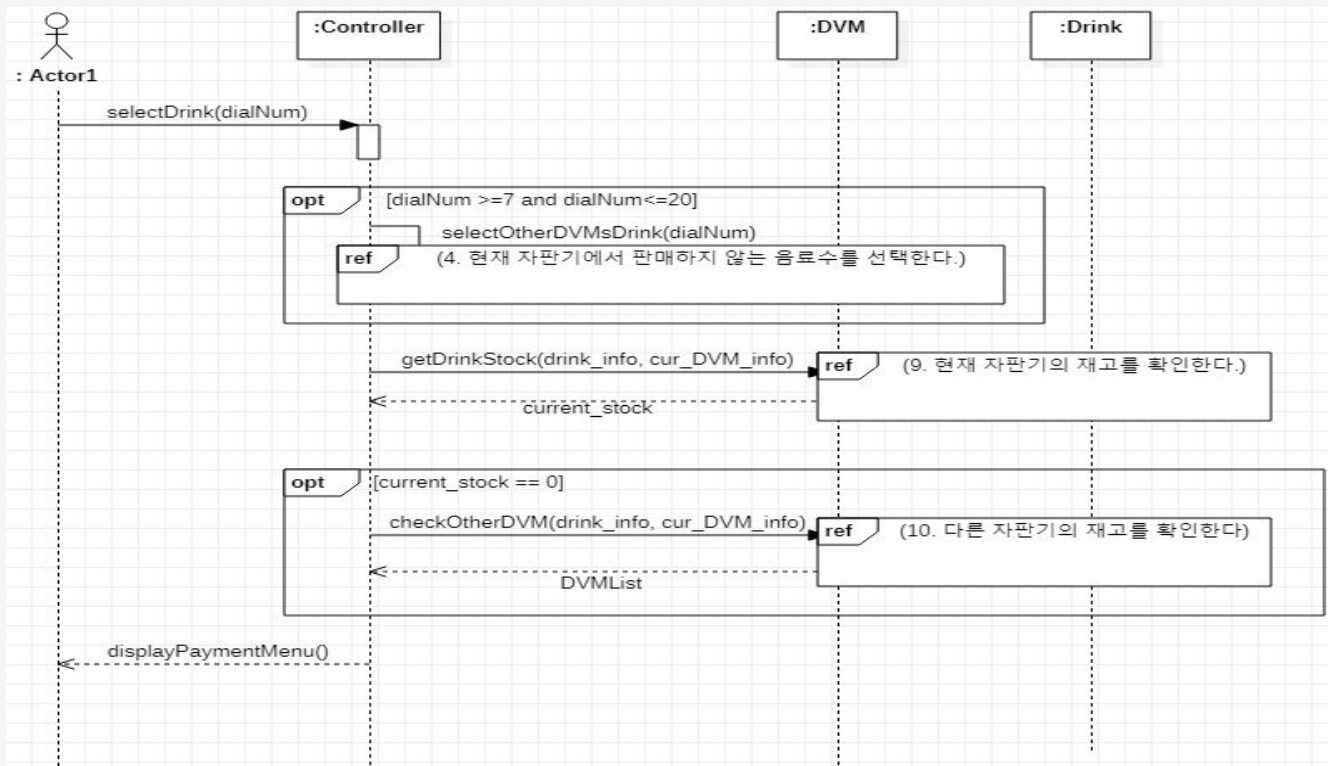 :Controller
:DVM
:Drink
: Actor1
selectDrink(dialNum)
opt
[dialNum >=7 and dialNum<=20]
selectOtherDVMsDrink(dialNum)
ref
(4. 현재 자판기에서 판매하지 않는 음료수를 선택한다.)
getDrinkStock(drink_info, cur_DVM_info)
ref
(9. 현재 자판기의 재고를 확인한다.)
current_stock
opt
[current_stock == 0]
checkOtherDVM(drink_info, cur_DVM_info)
ref
(10. 다른 자판기의 재고를 확인한다)
DVMList
displayPaymentMenu()